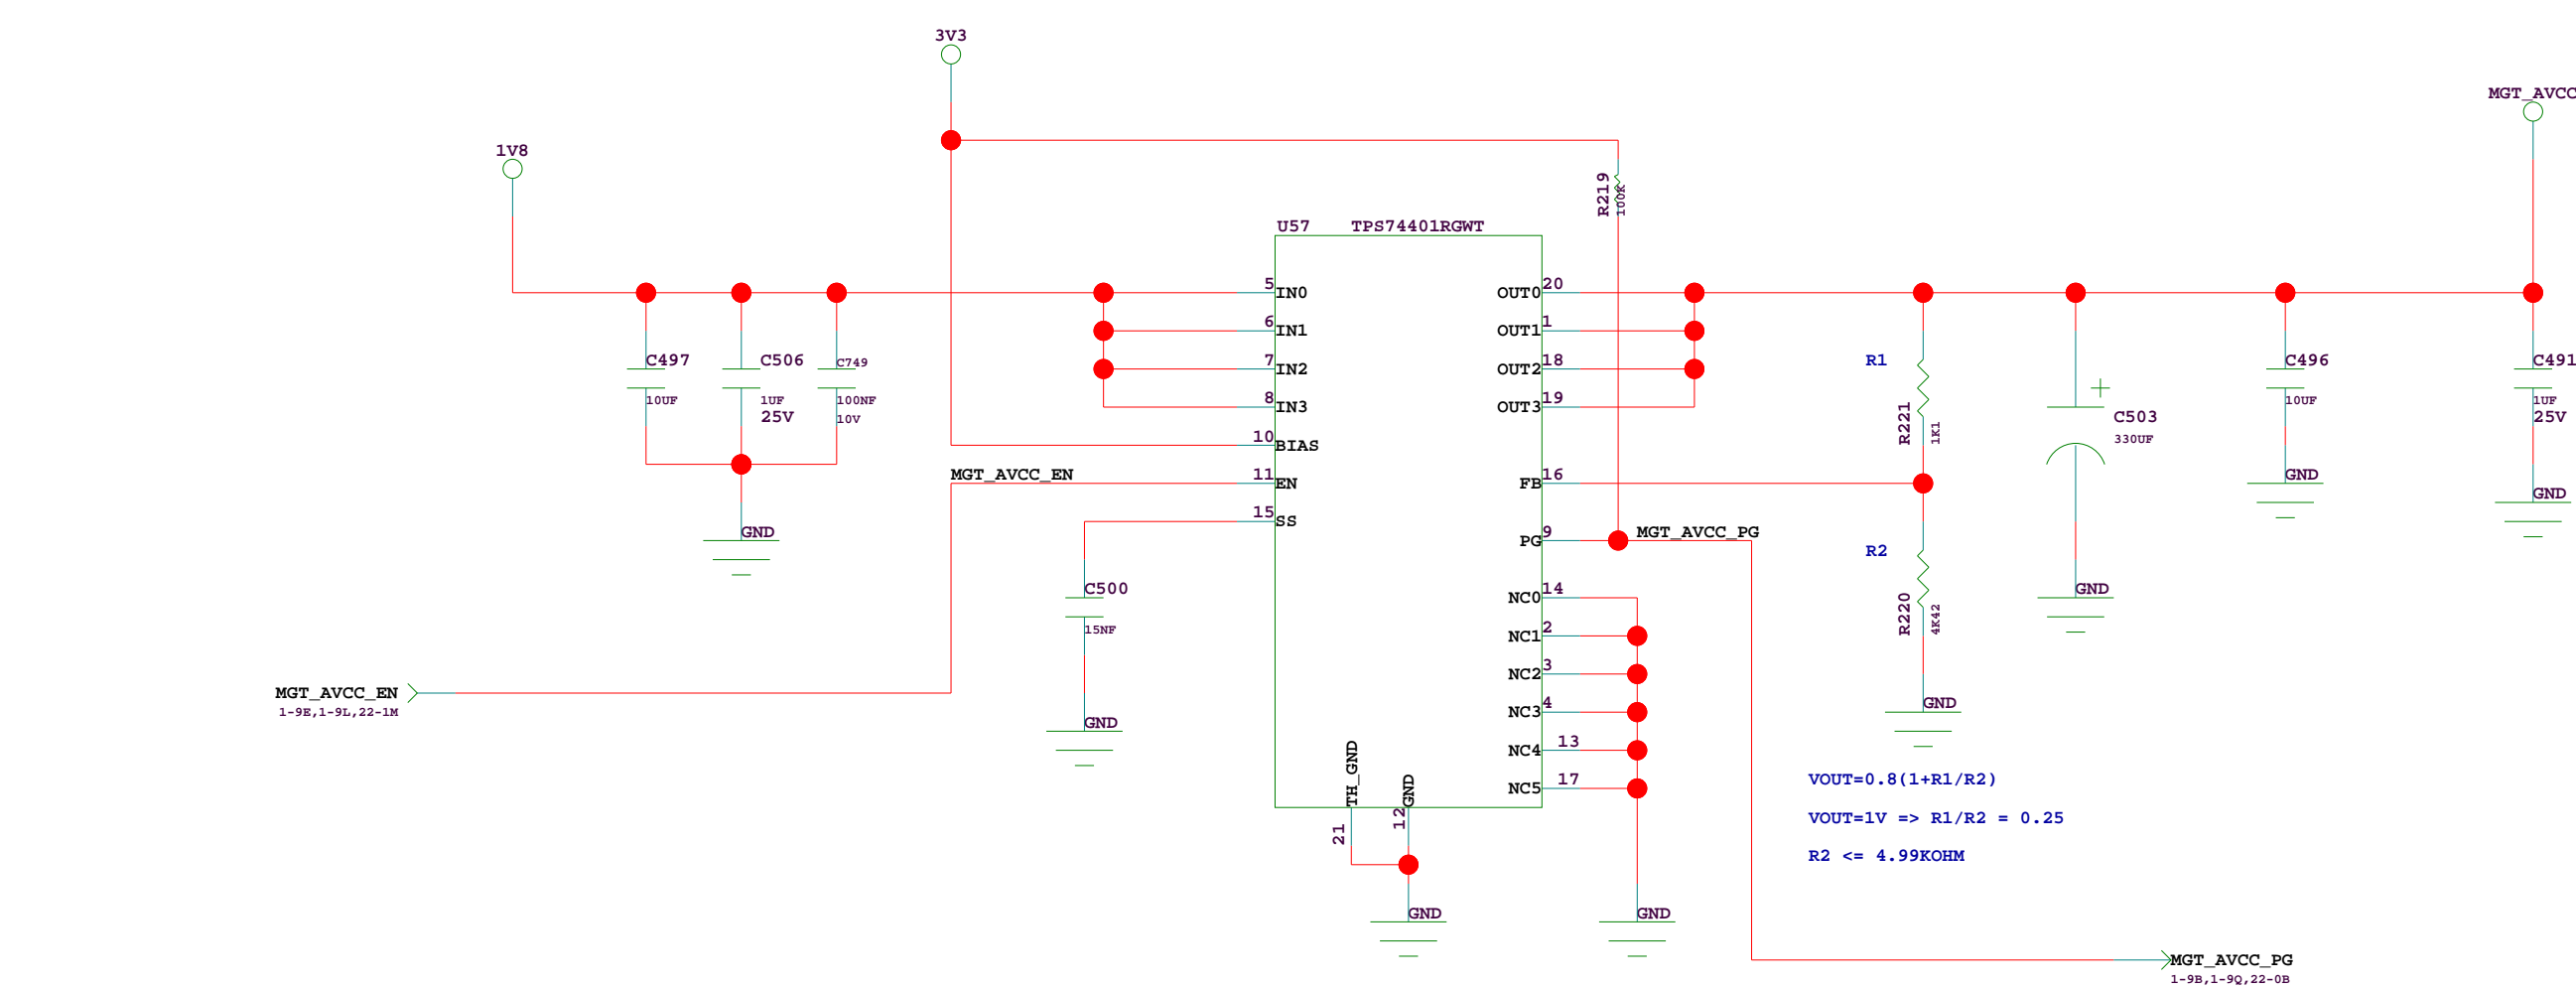 3V3
MGT_AVCC
1V8
R219
100K
U57 TPS74401RGWT
5 IN0
6 IN1
7 IN2
8 IN3
10 BIAS
11 EN
15 SS
OUT0 20
OUT1 1
OUT2 18
OUT3 19
FB 16
PG 9
NC0 14
NC1 2
NC2 3
NC3 4
NC4 13
NC5 17
TH_GND 21
GND 12
C497
10UF
C506
1UF
25V
C749
100NF
10V
GND
MGT_AVCC_EN
C500
15NF
GND
MGT_AVCC_EN
1-9E,1-9L,22-1M
GND
GND
MGT_AVCC_PG
R1
R221
1K1
R2
R220
4K42
GND
C503
330UF
GND
C496
10UF
GND
C491
1UF
25V
GND
VOUT=0.8(1+R1/R2)
VOUT=1V => R1/R2 = 0.25
R2 <= 4.99KOHM
MGT_AVCC_PG
1-9B,1-9Q,22-0B